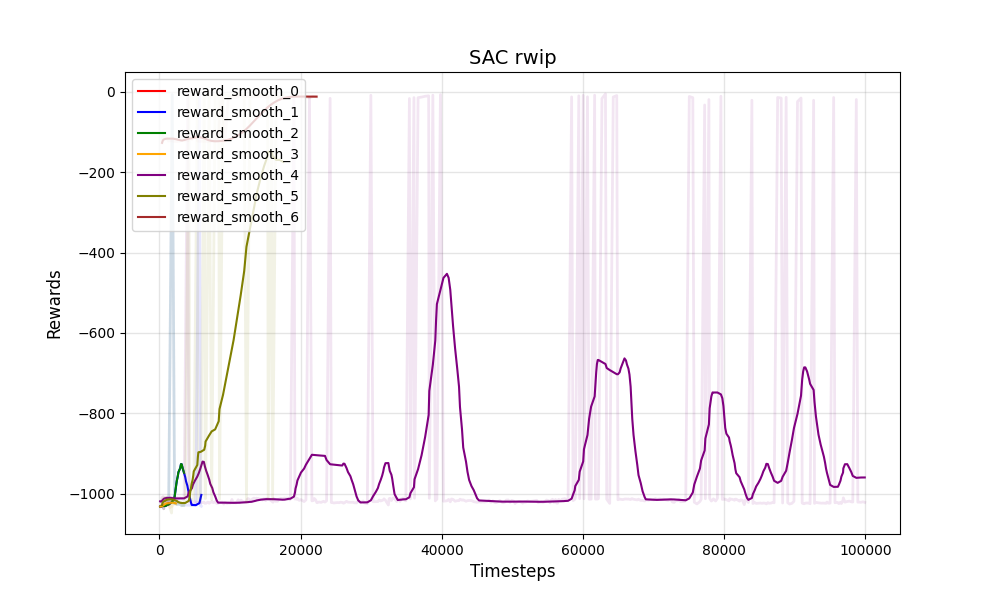 SAC rwip
reward_smooth_0
reward_smooth_1
reward_smooth_2
reward_smooth_3
reward_smooth_4
reward_smooth_5
reward_smooth_6
Rewards
0
−200
−400
−600
−800
−1000
0 20000 40000 60000 80000 100000
Timesteps